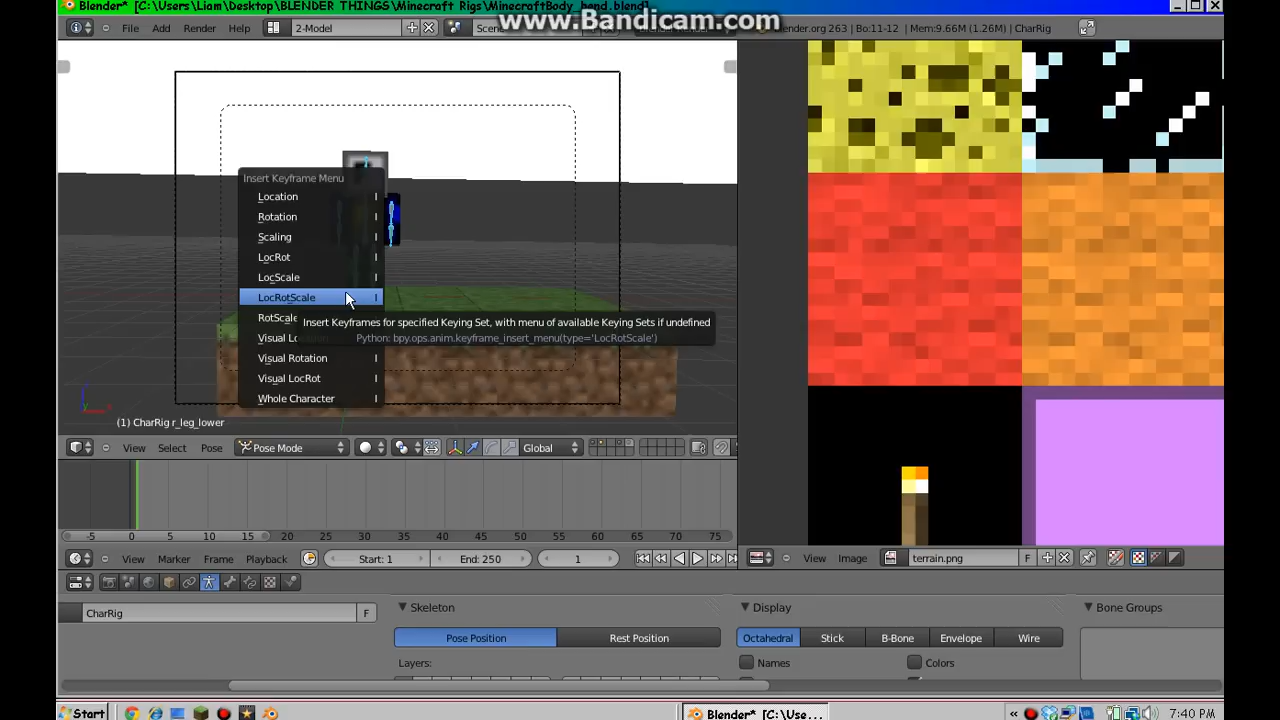 Blender* [C:\Users\Liam\Desktop\BLENDER THINGS\Minecraft Rigs\MinecraftBody_bend.blend]
www.Bandicam.com
File Add Render Help 2-Model Scene
.org 263 | Bo:11-12 | Mem:9.66M (1.26M) | CharRig
Insert Keyframe Menu
Location I
Rotation I
Scaling I
LocRot I
LocScale I
LocRotScale I
RotScale
Insert Keyframes for specified Keying Set, with menu of available Keying Sets if undefined
Visual
Python: bpy.ops.anim.keyframe_insert_menu(type='LocRotScale')
Visual Rotation I
Visual LocRot I
Whole Character I
(1) CharRig r_leg_lower
View Select Pose Pose Mode Global
-5 0 5 10 15 20 25 30 35 40 45 50 55 60 65 70 75
View Marker Frame Playback Start: 1 End: 250 1
View Image terrain.png F
CharRig F
Skeleton
Pose Position Rest Position
Layers:
Display
Octahedral Stick B-Bone Envelope Wire
Names Colors
Bone Groups
Start
Blender* [C:\Use...
« 7:40 PM